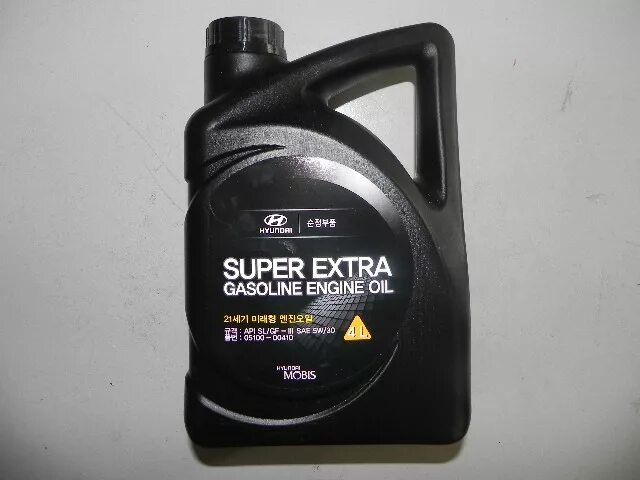 HYUNDAI 순정부품
SUPER EXTRA
GASOLINE ENGINE OIL
21세기 미래형 엔진오일
규격 : API SL/GF-III SAE 5W/30
품번 : 05100-00410
4 L
HYUNDAI
MOBIS